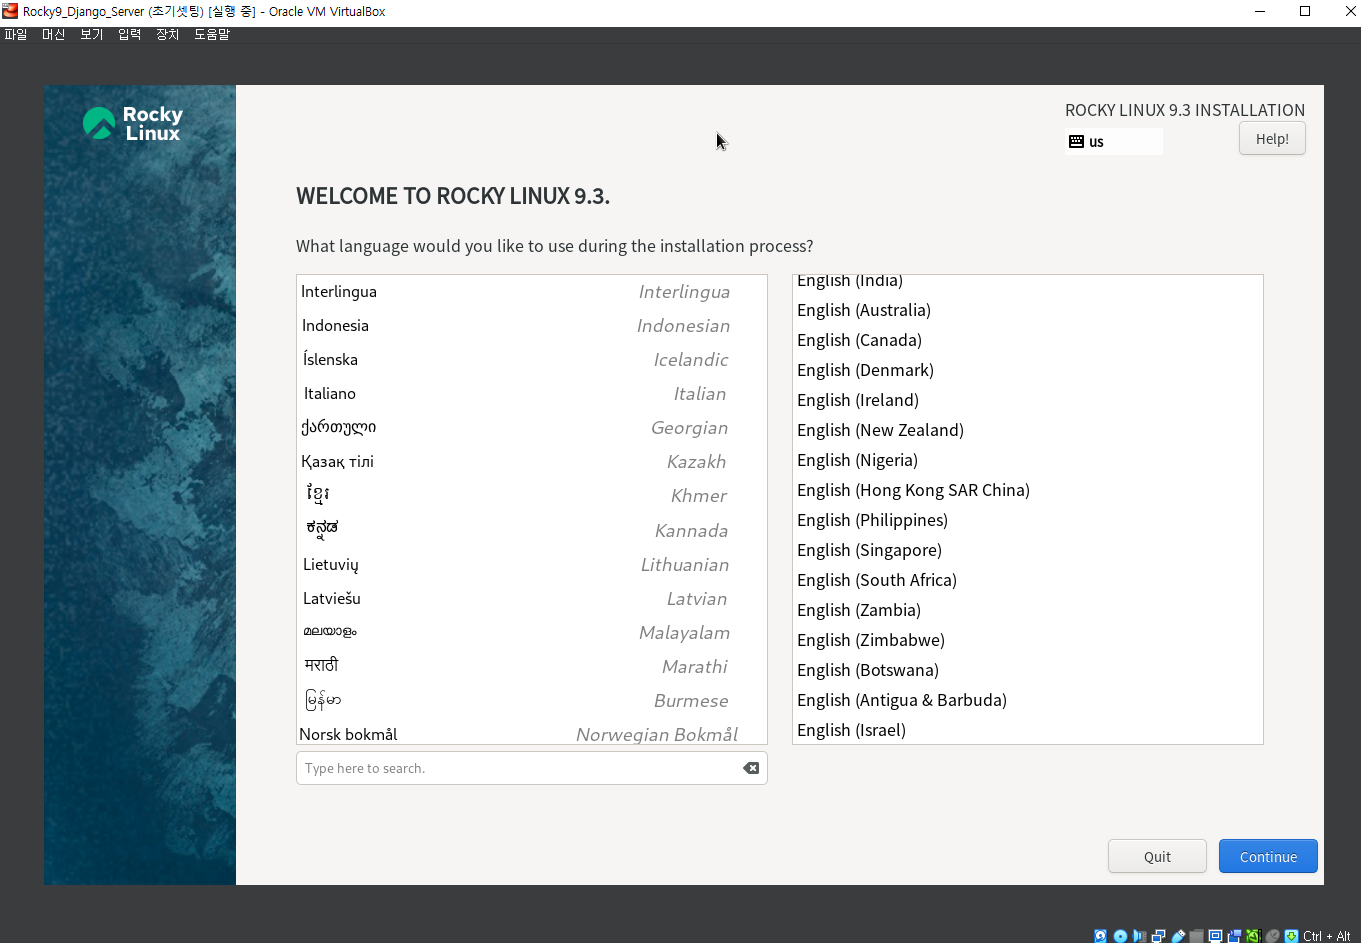 Rocky9_Django_Server (초기셋팅) [실행 중] - Oracle VM VirtualBox
파일 머신 보기 입력 장치 도움말
Rocky
Linux
ROCKY LINUX 9.3 INSTALLATION
us
Help!
WELCOME TO ROCKY LINUX 9.3.
What language would you like to use during the installation process?
Interlingua Interlingua
Indonesia Indonesian
Íslenska Icelandic
Italiano Italian
ქართული Georgian
Қазақ тілі Kazakh
ខ្មែរ Khmer
ಕನ್ನಡ Kannada
Lietuvių Lithuanian
Latviešu Latvian
മലയാളം Malayalam
मराठी Marathi
မြန်မာ Burmese
Norsk bokmål Norwegian Bokmål
Type here to search.
English (India)
English (Australia)
English (Canada)
English (Denmark)
English (Ireland)
English (New Zealand)
English (Nigeria)
English (Hong Kong SAR China)
English (Philippines)
English (Singapore)
English (South Africa)
English (Zambia)
English (Zimbabwe)
English (Botswana)
English (Antigua & Barbuda)
English (Israel)
Quit
Continue
Ctrl + Alt